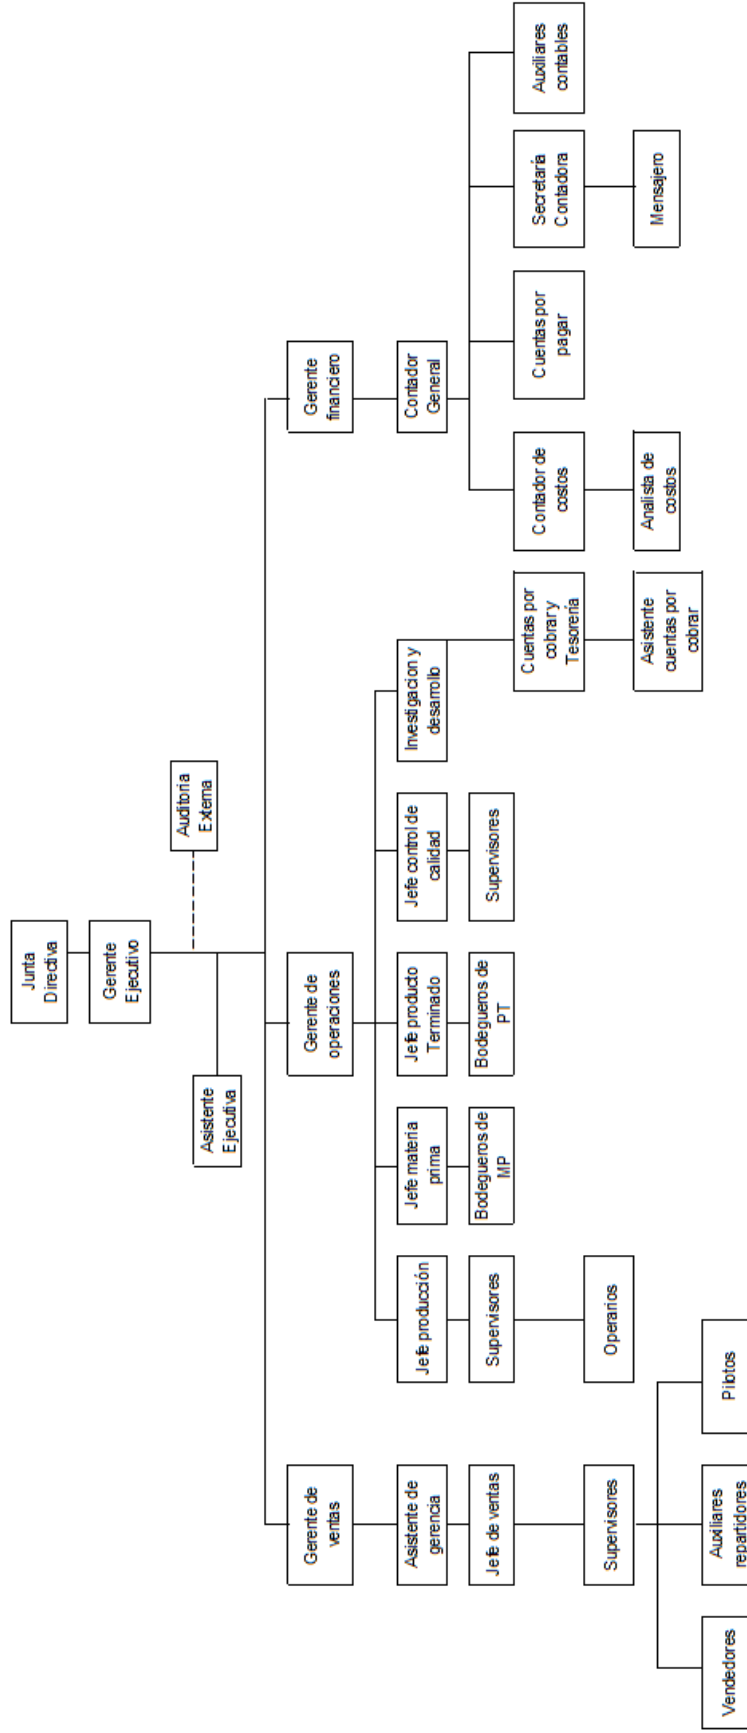 Junta
Directiva
Gerente
Ejecutivo
Auditoria
Externa
Asistente
Ejecutiva
Gerente de
ventas
Gerente de
operaciones
Gerente
financiero
Asistente de
gerencia
Jefe producción
Jefe materia
prima
Jefe producto
Terminado
Jefe control de
calidad
Investigacion y
desarrollo
Contador
General
Jefe de ventas
Supervisores
Bodegueros de
MP
Bodegueros de
PT
Supervisores
Supervisores
Operarios
Cuentas por
cobrar y
Tesorería
Contador de
costos
Cuentas por
pagar
Secretaría
Contadora
Auxiliares
contables
Asistente
cuentas por
cobrar
Analista de
costos
Mensajero
Vendedores
Auxiliares
repartidores
Pilotos